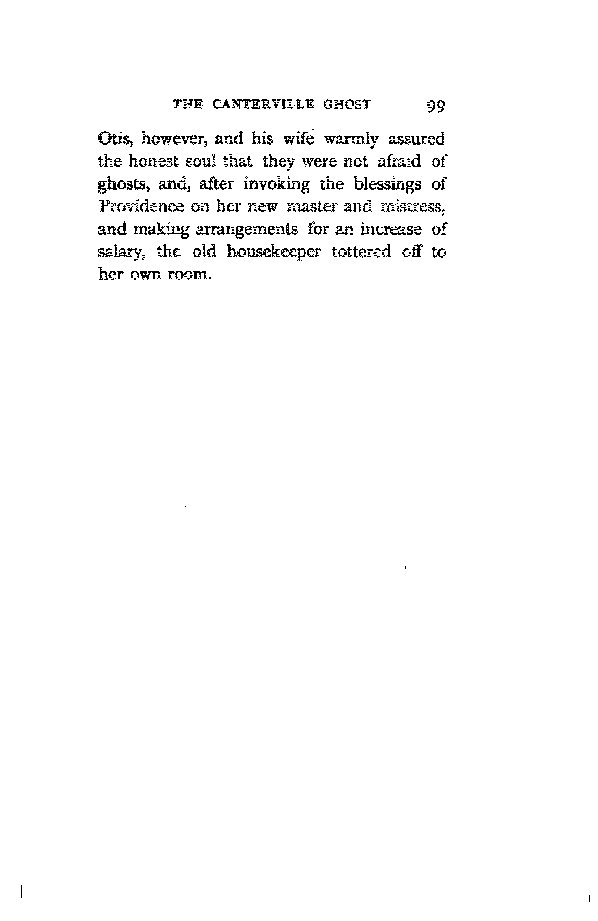 THE CANTERVILLE GHOST 99
Otis, however, and his wife warmly assured
the honest soul that they were not afraid of
ghosts, and, after invoking the blessings of
Providence on her new master and mistress,
and making arrangements for an increase of
salary, the old housekeeper tottered off to
her own room.